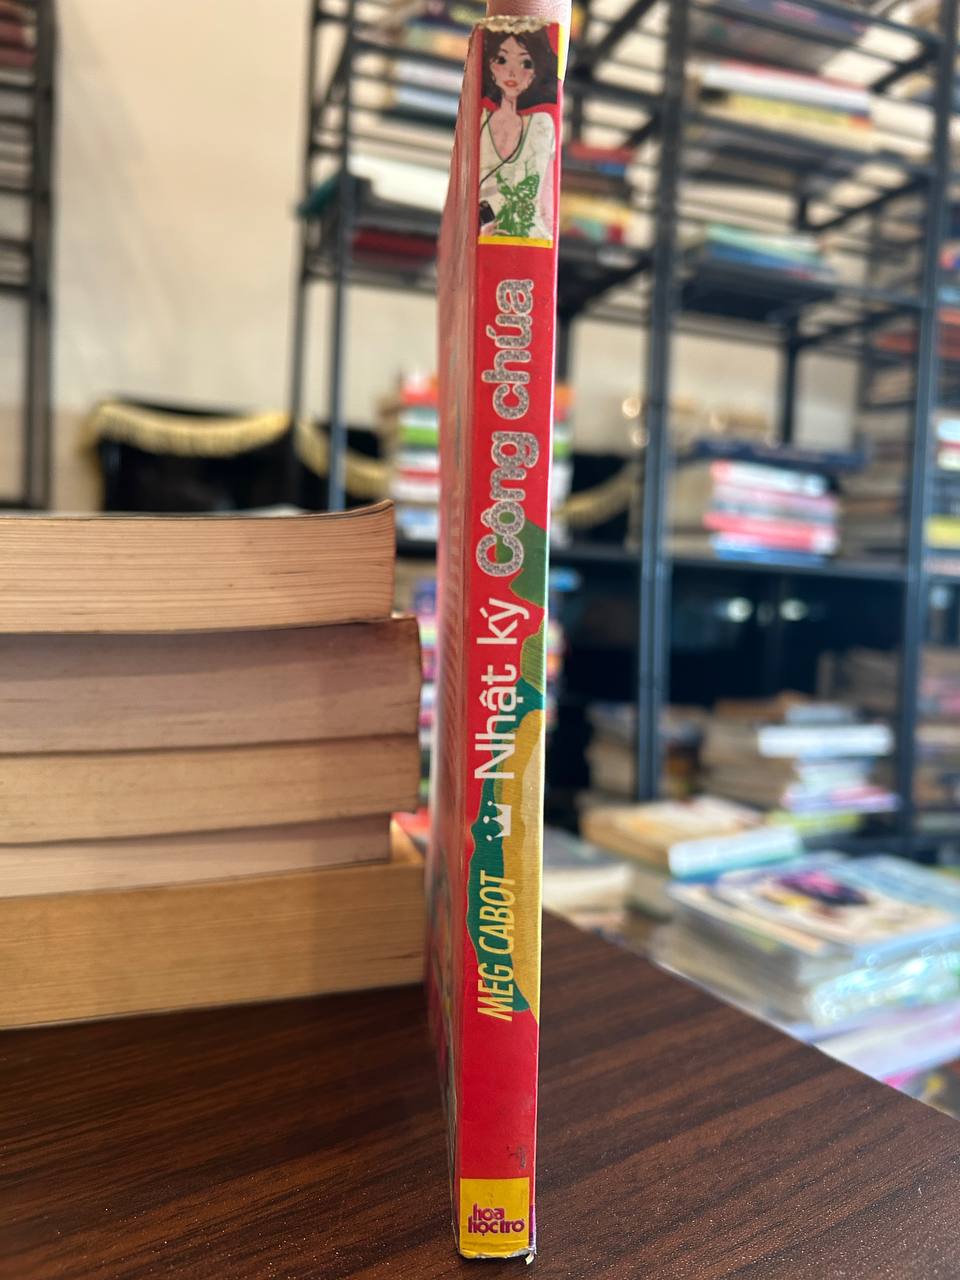 MEG CABOT
Nhật ký Công chúa
hoa
học trò